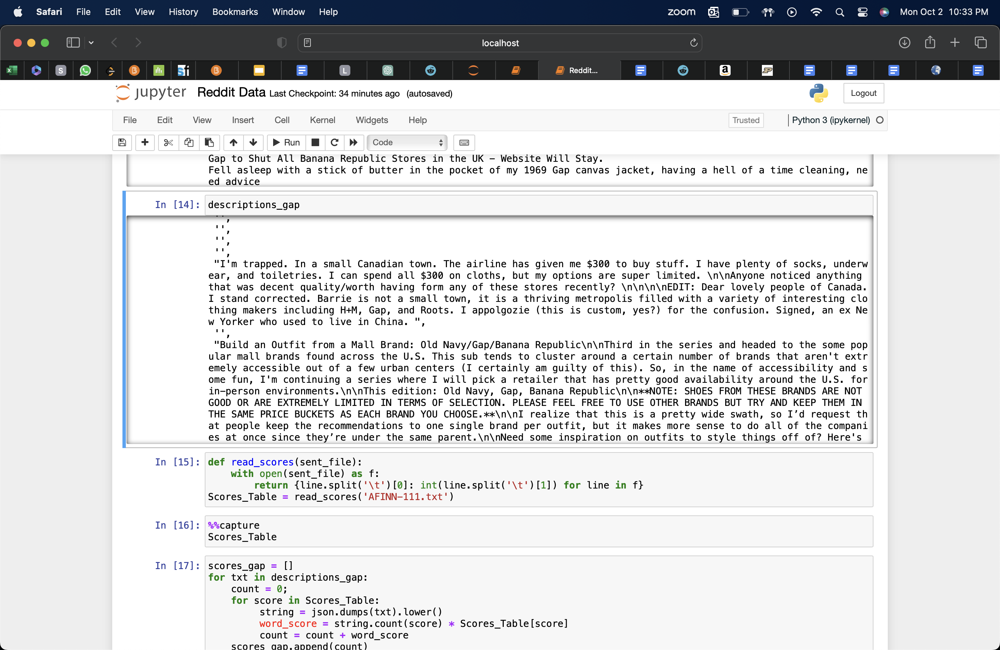 Safari File Edit View History Bookmarks Window Help zoom Mon Oct 2 10:33 PM
localhost
S L Reddit...
jupyter Reddit Data Last Checkpoint: 34 minutes ago (autosaved) Logout
File Edit View Insert Cell Kernel Widgets Help Trusted Python 3 (ipykernel)
Run Code
Gap to Shut All Banana Republic Stores in the UK – Website Will Stay.
Fell asleep with a stick of butter in the pocket of my 1969 Gap canvas jacket, having a hell of a time cleaning, ne
ed advice
In [14]: descriptions_gap
'',
'',
'',
'',
"I'm trapped. In a small Canadian town. The airline has given me $300 to buy stuff. I have plenty of socks, underw
ear, and toiletries. I can spend all $300 on cloths, but my options are super limited. \n\nAnyone noticed anything
that was decent quality/worth having form any of these stores recently? \n\n\n\nEDIT: Dear lovely people of Canada.
I stand corrected. Barrie is not a small town, it is a thriving metropolis filled with a variety of interesting clo
thing makers including H+M, Gap, and Roots. I appolgozie (this is custom, yes?) for the confusion. Signed, an ex Ne
w Yorker who used to live in China. ",
'',
"Build an Outfit from a Mall Brand: Old Navy/Gap/Banana Republic\n\nThird in the series and headed to the some pop
ular mall brands found across the U.S. This sub tends to cluster around a certain number of brands that aren't extr
emely accessible out of a few urban centers (I certainly am guilty of this). So, in the name of accessibility and s
ome fun, I'm continuing a series where I will pick a retailer that has pretty good availability around the U.S. for
in-person environments.\n\nThis edition: Old Navy, Gap, Banana Republic\n\n**NOTE: SHOES FROM THESE BRANDS ARE NOT
GOOD OR ARE EXTREMELY LIMITED IN TERMS OF SELECTION. PLEASE FEEL FREE TO USE OTHER BRANDS BUT TRY AND KEEP THEM IN
THE SAME PRICE BUCKETS AS EACH BRAND YOU CHOOSE.**\n\nI realize that this is a pretty wide swath, so I’d request th
at people keep the recommendations to one single brand per outfit, but it makes more sense to do all of the compani
es at once since they’re under the same parent.\n\nNeed some inspiration on outfits to style things off of? Here's
In [15]: def read_scores(sent_file):
with open(sent_file) as f:
return {line.split('\t')[0]: int(line.split('\t')[1]) for line in f}
Scores_Table = read_scores('AFINN-111.txt')
In [16]: %%capture
Scores_Table
In [17]: scores_gap = []
for txt in descriptions_gap:
count = 0;
for score in Scores_Table:
string = json.dumps(txt).lower()
word_score = string.count(score) * Scores_Table[score]
count = count + word_score
scores_gap.append(count)